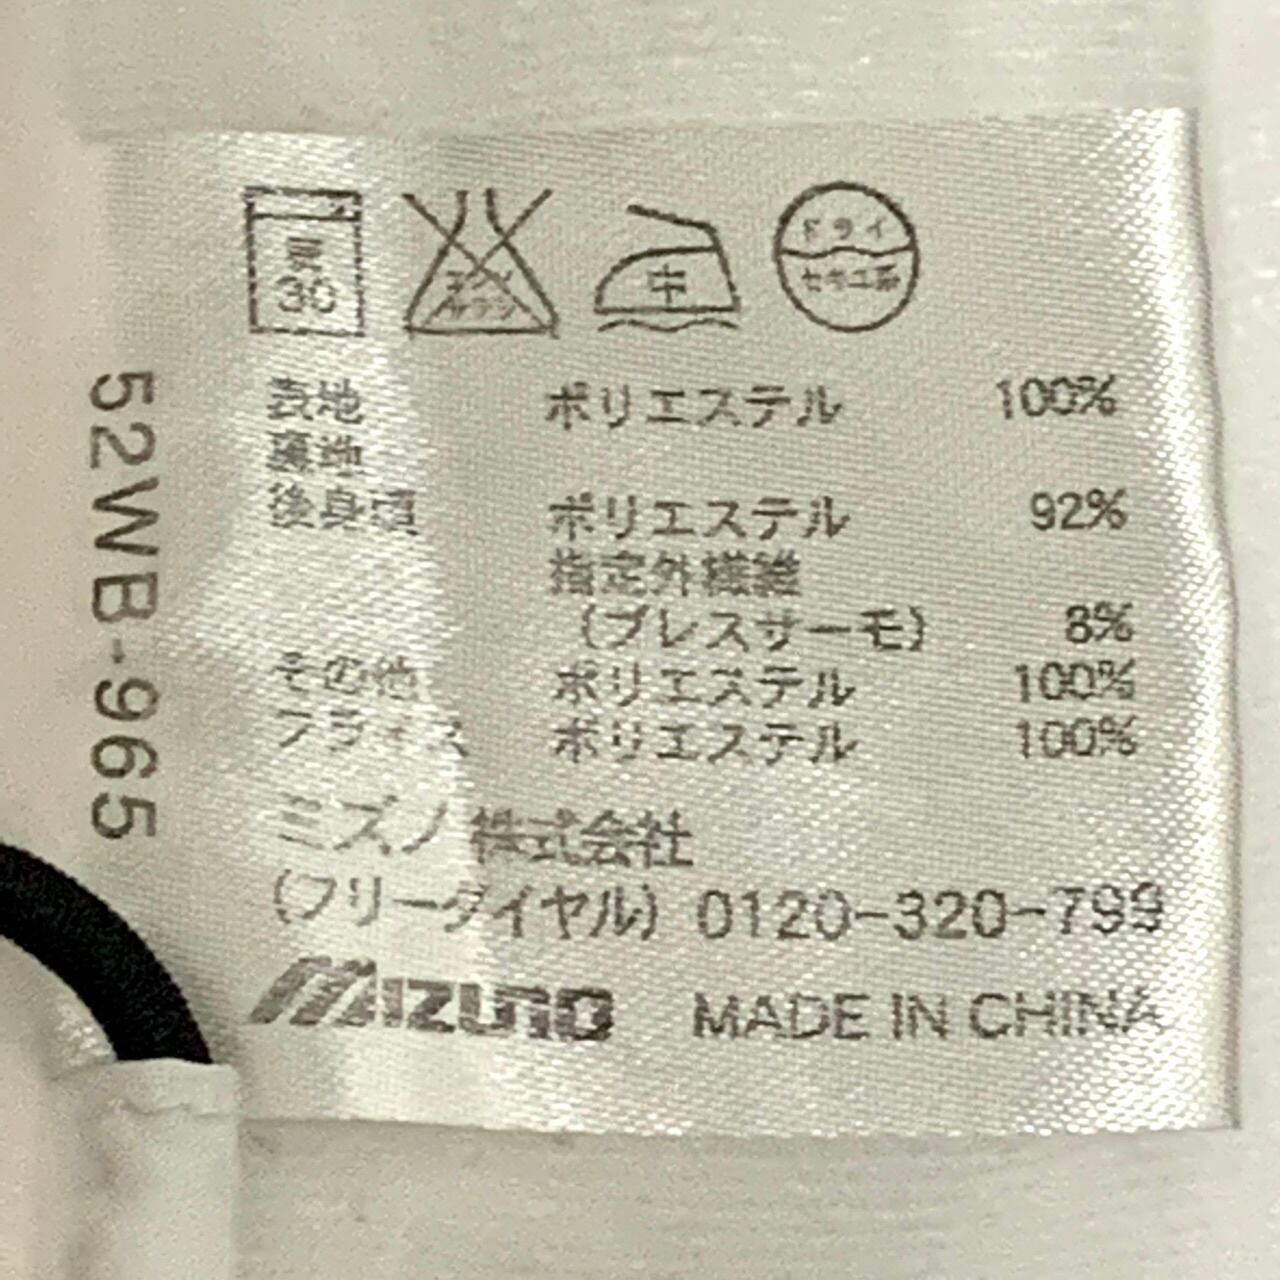 30
エンソ
サラシ
中
ドライ
セキユ系
表地 ポリエステル 100%
裏地
後身頃 ポリエステル 92%
指定外繊維
(ブレスサーモ) 8%
その他 ポリエステル 100%
フライス ポリエステル 100%
ミズノ株式会社
(フリーダイヤル) 0120-320-799
MIZUNO MADE IN CHINA
52WB-965